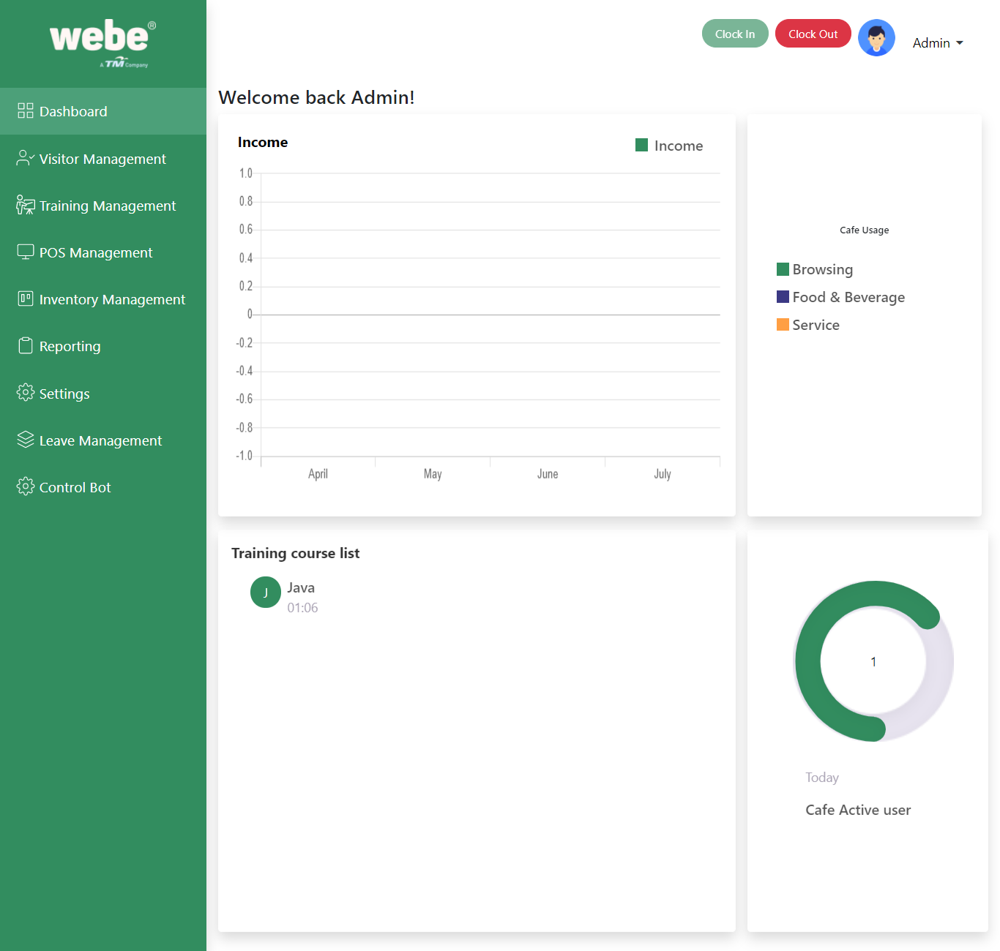 webe®
A TM Company
Clock In
Clock Out
Admin
Dashboard
Visitor Management
Training Management
POS Management
Inventory Management
Reporting
Settings
Leave Management
Control Bot
Welcome back Admin!
Income
Income
1.0
0.8
0.6
0.4
0.2
0
-0.2
-0.4
-0.6
-0.8
-1.0
April May June July
Cafe Usage
Browsing
Food & Beverage
Service
Training course list
J
Java
01:06
1
Today
Cafe Active user